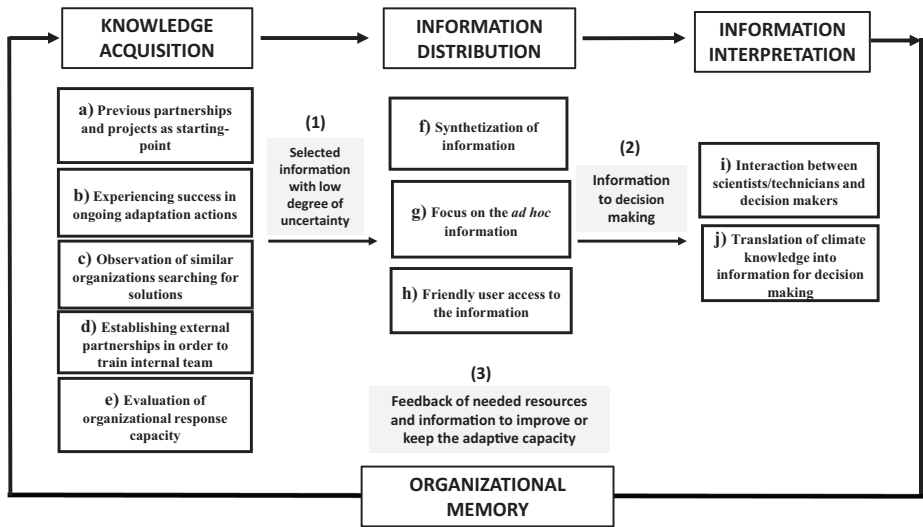 KNOWLEDGE
ACQUISITION
INFORMATION
DISTRIBUTION
INFORMATION
INTERPRETATION
a) Previous partnerships
and projects as starting-
point
b) Experiencing success in
ongoing adaptation actions
c) Observation of similar
organizations searching for
solutions
d) Establishing external
partnerships in order to
train internal team
e) Evaluation of
organizational response
capacity
(1)
Selected
information
with low
degree of
uncertainty
f) Synthetization of
information
g) Focus on the ad hoc
information
h) Friendly user access to
the information
(2)
Information
to decision
making
i) Interaction between
scientists/technicians and
decision makers
j) Translation of climate
knowledge into
information for decision
making
(3)
Feedback of needed resources
and information to improve or
keep the adaptive capacity
ORGANIZATIONAL
MEMORY